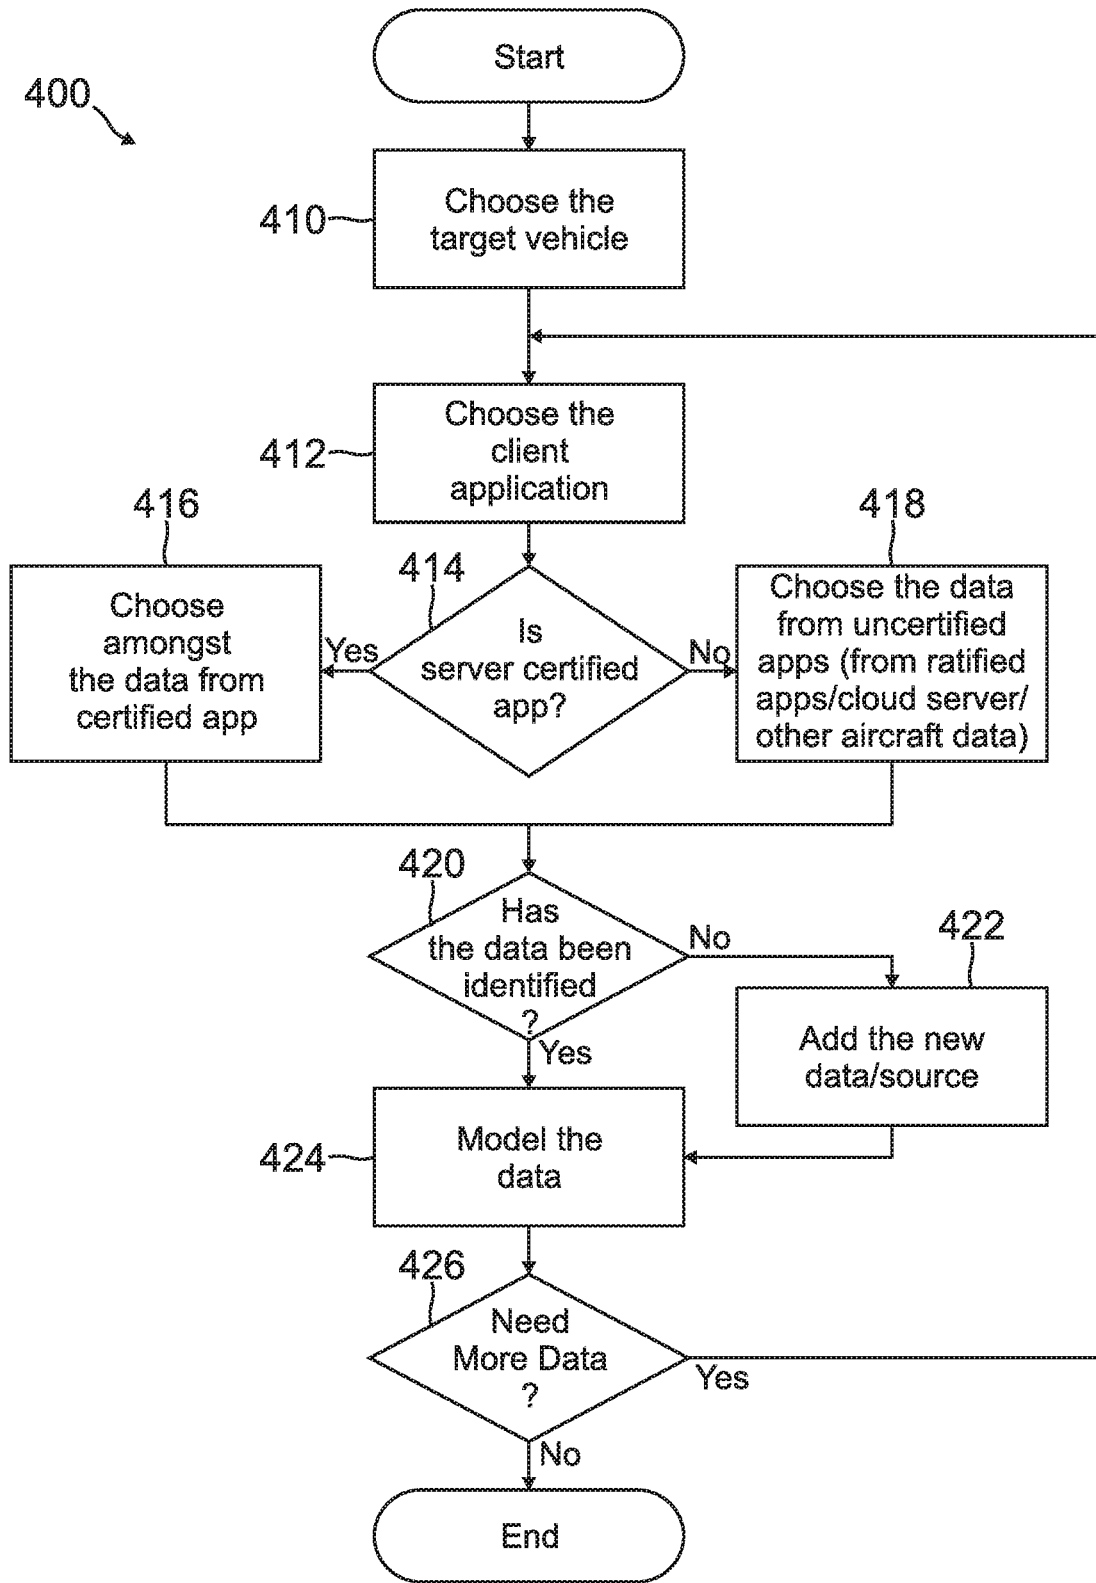 Start
400
410
Choose the
target vehicle
412
Choose the
client
application
416
418
414
Choose
amongst
the data from
certified app
Yes
Is
server certified
app?
No
Choose the data
from uncertified
apps (from ratified
apps/cloud server/
other aircraft data)
420
Has
the data been
identified
?
No
422
Yes
Add the new
data/source
424
Model the
data
426
Need
More Data
?
Yes
No
End